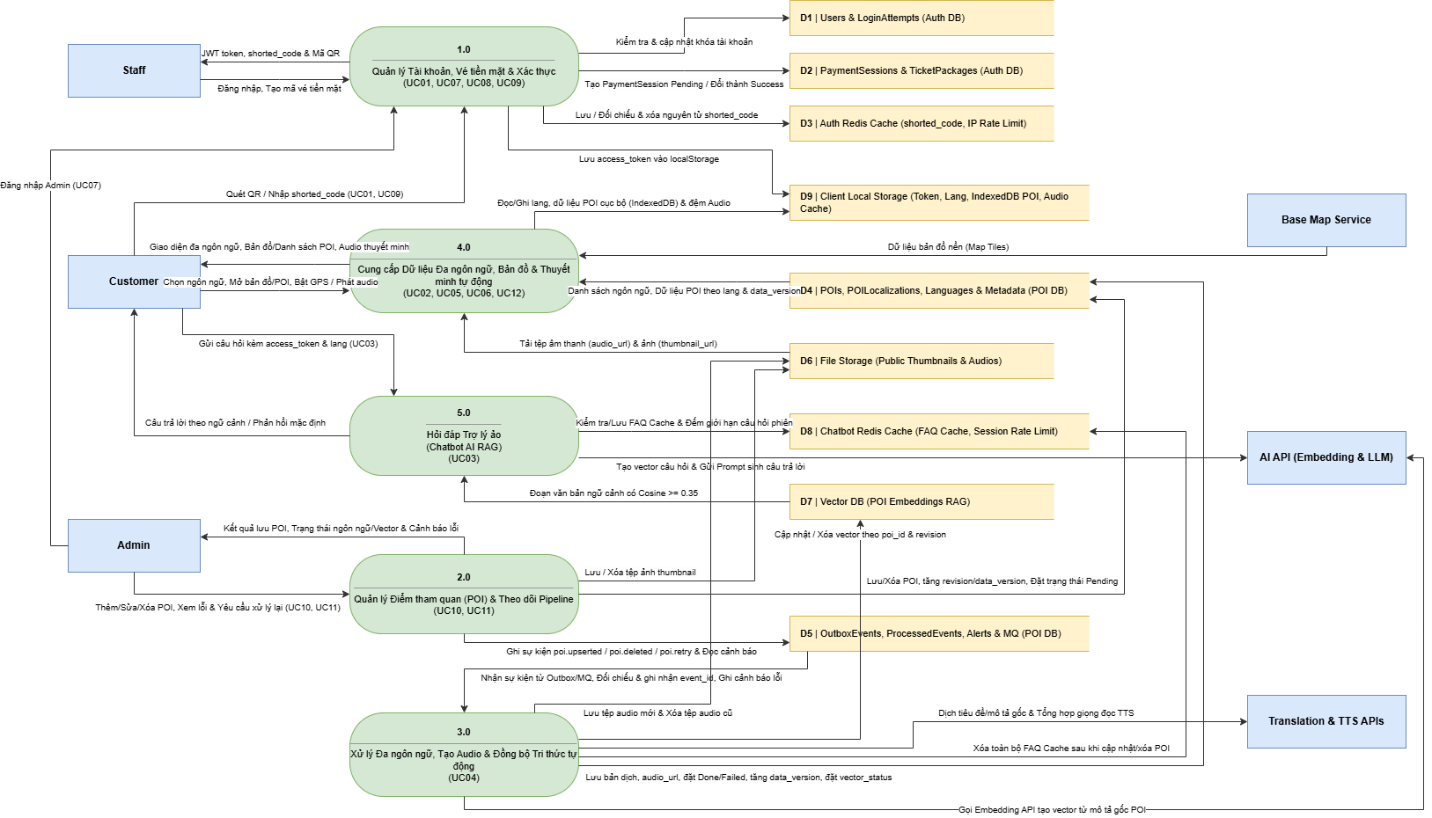 D1 | Users & LoginAttempts (Auth DB)
1.0
Kiểm tra & cập nhật khóa tài khoản
JWT token, shorted_code & Mã QR
Staff
Quản lý Tài khoản, Vé tiền mặt & Xác thực
(UC01, UC07, UC08, UC09)
D2 | PaymentSessions & TicketPackages (Auth DB)
Đăng nhập, Tạo mã vé tiền mặt
Tạo PaymentSession Pending / Đổi thành Success
Lưu / Đối chiếu & xóa nguyên tử shorted_code
D3 | Auth Redis Cache (shorted_code, IP Rate Limit)
Lưu access_token vào localStorage
Đăng nhập Admin (UC07)
Quét QR / Nhập shorted_code (UC01, UC09)
Đọc/Ghi lang, dữ liệu POI cục bộ (IndexedDB) & đệm Audio
D9 | Client Local Storage (Token, Lang, IndexedDB POI, Audio
Cache)
Base Map Service
Giao diện đa ngôn ngữ, Bản đồ/Danh sách POI, Audio thuyết minh
4.0
Dữ liệu bản đồ nền (Map Tiles)
Customer
Chọn ngôn ngữ, Mở bản đồ/POI, Bật GPS / Phát audio
Cung cấp Dữ liệu Đa ngôn ngữ, Bản đồ & Thuyết
minh tự động
(UC02, UC05, UC06, UC12)
Danh sách ngôn ngữ, Dữ liệu POI theo lang & data_version
D4 | POIs, POILocalizations, Languages & Metadata (POI DB)
Gửi câu hỏi kèm access_token & lang (UC03)
Tải tệp âm thanh (audio_url) & ảnh (thumbnail_url)
D6 | File Storage (Public Thumbnails & Audios)
5.0
Câu trả lời theo ngữ cảnh / Phản hồi mặc định
Hỏi đáp Trợ lý ảo
(Chatbot AI RAG)
(UC03)
Kiểm tra/Lưu FAQ Cache & Đếm giới hạn câu hỏi phiên
D8 | Chatbot Redis Cache (FAQ Cache, Session Rate Limit)
AI API (Embedding & LLM)
Tạo vector câu hỏi & Gửi Prompt sinh câu trả lời
Đoạn văn bản ngữ cảnh có Cosine >= 0.35
D7 | Vector DB (POI Embeddings RAG)
Kết quả lưu POI, Trạng thái ngôn ngữ/Vector & Cảnh báo lỗi
Cập nhật / Xóa vector theo poi_id & revision
Admin
2.0
Lưu / Xóa tệp ảnh thumbnail
Lưu/Xóa POI, tăng revision/data_version, Đặt trạng thái Pending
Quản lý Điểm tham quan (POI) & Theo dõi Pipeline
(UC10, UC11)
Thêm/Sửa/Xóa POI, Xem lỗi & Yêu cầu xử lý lại (UC10, UC11)
D5 | OutboxEvents, ProcessedEvents, Alerts & MQ (POI DB)
Ghi sự kiện poi.upserted / poi.deleted / poi.retry & Đọc cảnh báo
Nhận sự kiện từ Outbox/MQ, Đối chiếu & ghi nhận event_id, Ghi cảnh báo lỗi
Lưu tệp audio mới & Xóa tệp audio cũ
Dịch tiêu đề/mô tả gốc & Tổng hợp giọng đọc TTS
Translation & TTS APIs
3.0
Xử lý Đa ngôn ngữ, Tạo Audio & Đồng bộ Tri thức tự
động
(UC04)
Xóa toàn bộ FAQ Cache sau khi cập nhật/xóa POI
Lưu bản dịch, audio_url, đặt Done/Failed, tăng data_version, đặt vector_status
Gọi Embedding API tạo vector từ mô tả gốc POI